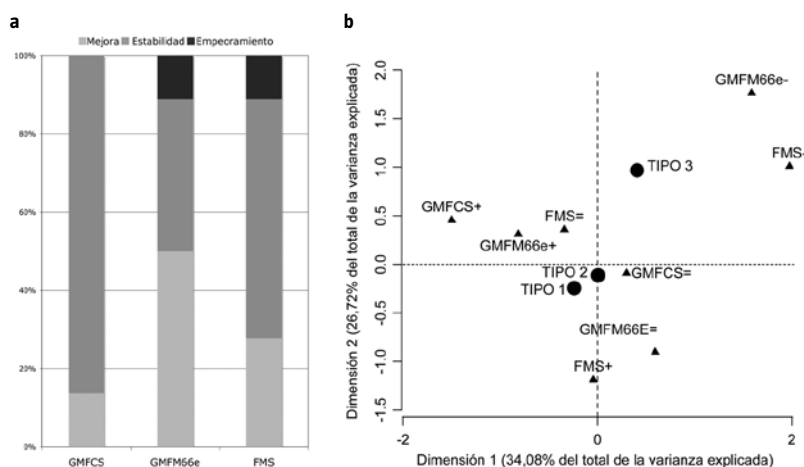 a
Mejora Estabilidad Empecramiento
100%
80%
60%
40%
20%
0%
GMFCS GMFM66e FMS
b
Dimensión 2 (26,72% del total de la varianza explicada)
2.0
1.5
1.0
0.5
0.0
-0.5
-1.0
-1.5
GMFM66e-
FMS-
TIPO 3
GMFCS+
FMS=
GMFM66e+
TIPO 2
GMFCS=
TIPO 1
GMFM66E=
FMS+
-2 0 2
Dimensión 1 (34,08% del total de la varianza explicada)